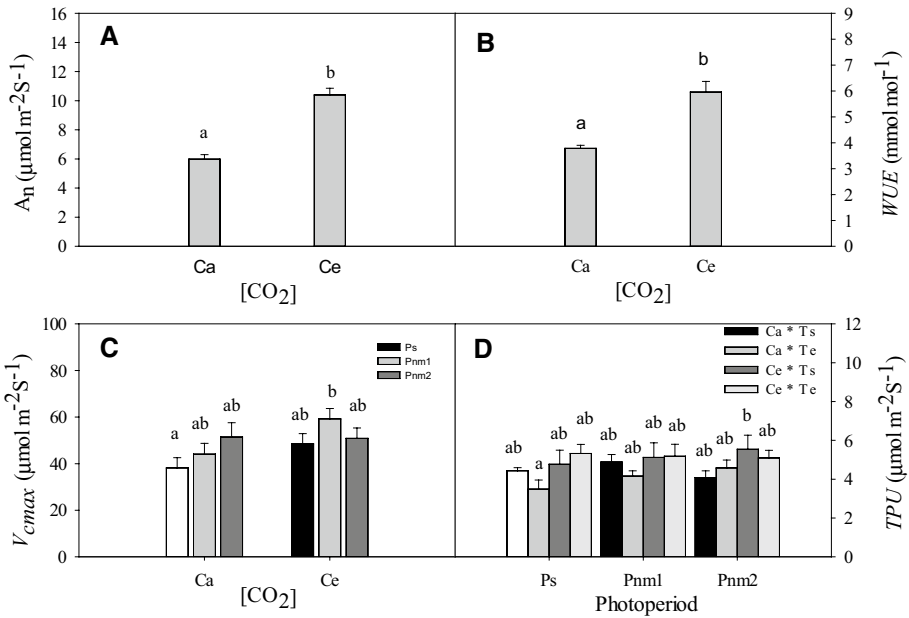 A
16
14
12
10
8
6
4
2
0
An (μmol m-2S-1)
a
b
Ca
Ce
[CO2]
B
9
8
7
6
5
4
3
2
1
0
WUE (mmol mol-1)
a
b
Ca
Ce
[CO2]
C
100
80
60
40
20
0
Vcmax (μmol m-2S-1)
Ps
Pnm1
Pnm2
a
ab
ab
ab
b
ab
Ca
Ce
[CO2]
D
12
10
8
6
4
2
0
TPU (μmol m-2S-1)
Ca * Ts
Ca * Te
Ce * Ts
Ce * Te
ab
a
ab
ab
ab
ab
ab
ab
ab
ab
b
ab
Ps
Pnm1
Pnm2
Photoperiod